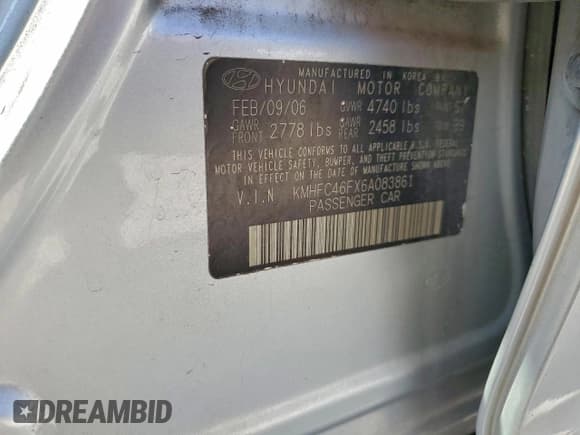 MANUFACTURED IN KOREA BY
HYUNDAI MOTOR COMPANY
FEB/09/06 GVWR 4740 lbs
GAWR FRONT 2778 lbs GAWR REAR 2458 lbs
THIS VEHICLE CONFORMS TO ALL APPLICABLE U.S.A. FEDERAL
MOTOR VEHICLE SAFETY, BUMPER, AND THEFT PREVENTION STANDARDS
IN EFFECT ON THE DATE OF MANUFACTURE SHOWN ABOVE.
V.I.N KMHFC46FX6A083861
PASSENGER CAR
DREAMBID